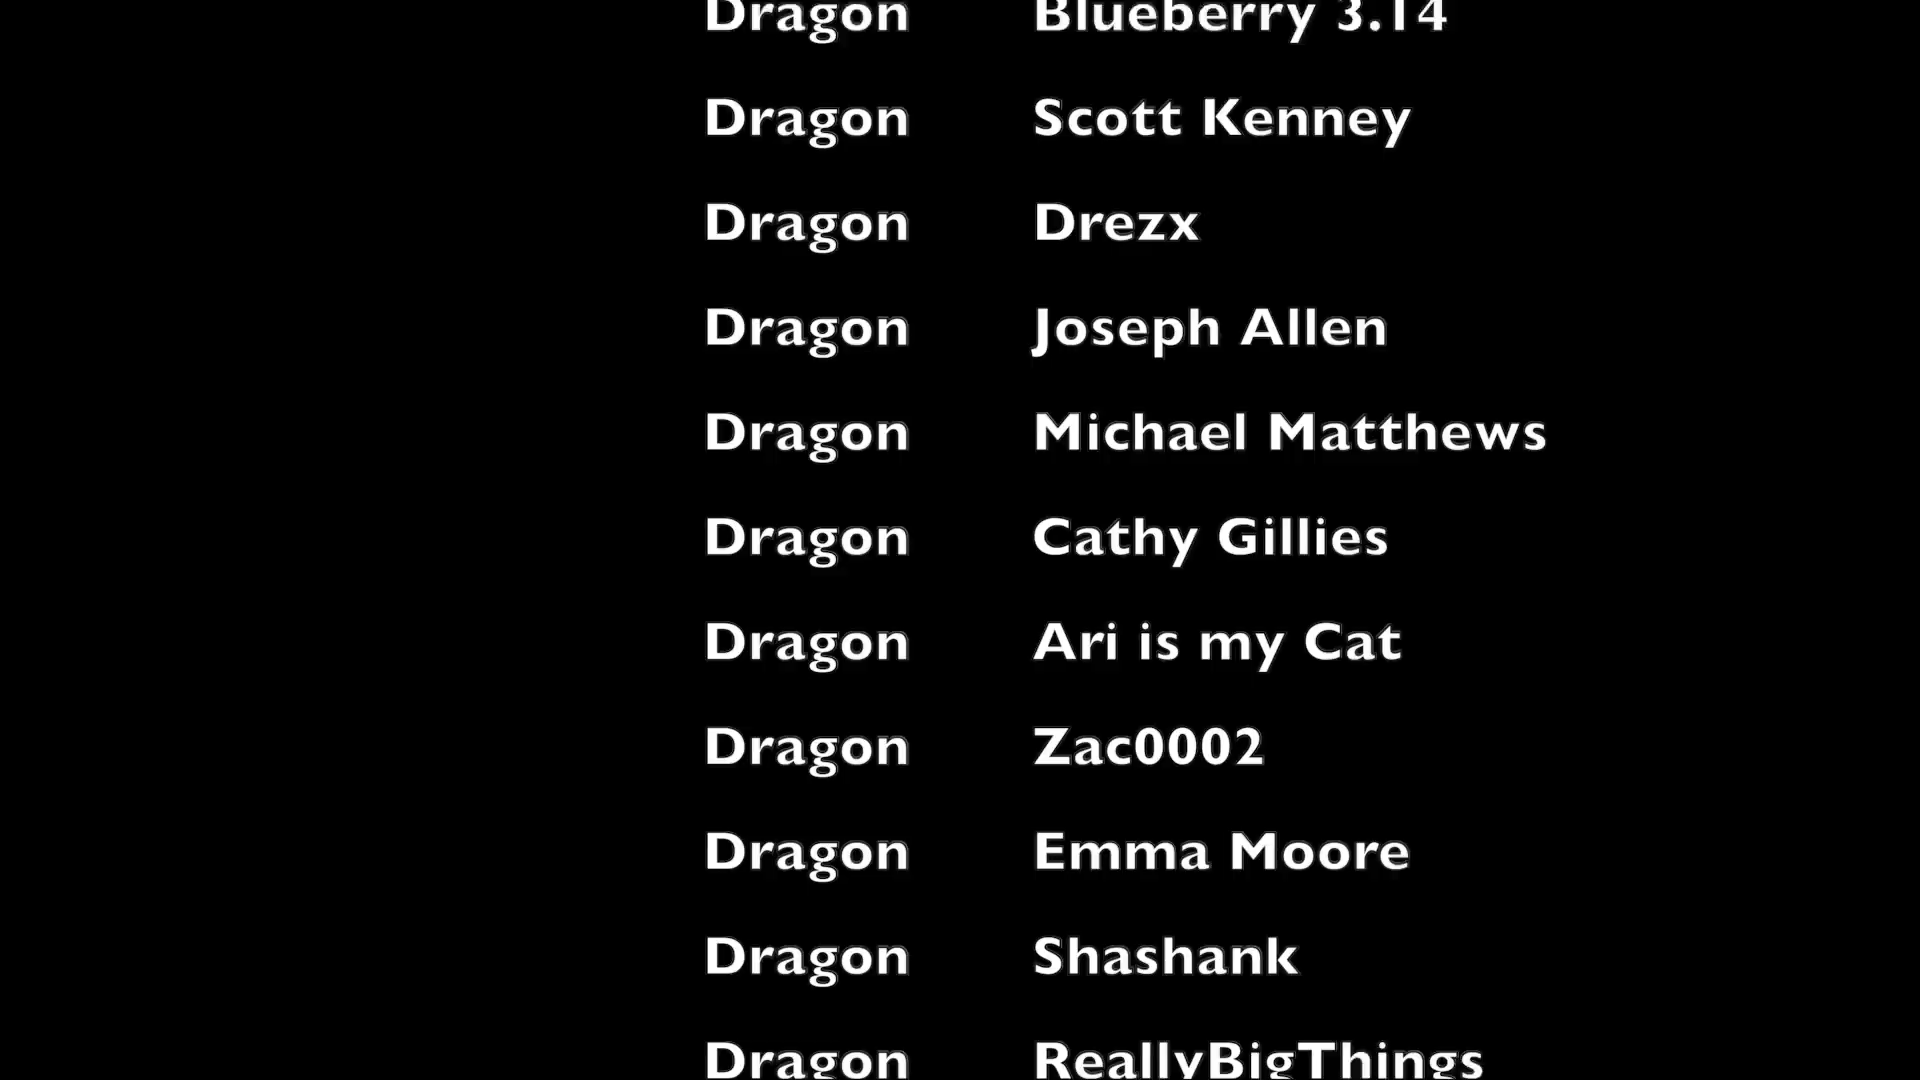 Dragon Blueberry 3.14
Dragon Scott Kenney
Dragon Drezx
Dragon Joseph Allen
Dragon Michael Matthews
Dragon Cathy Gillies
Dragon Ari is my Cat
Dragon Zac0002
Dragon Emma Moore
Dragon Shashank
Dragon ReallyBigThings